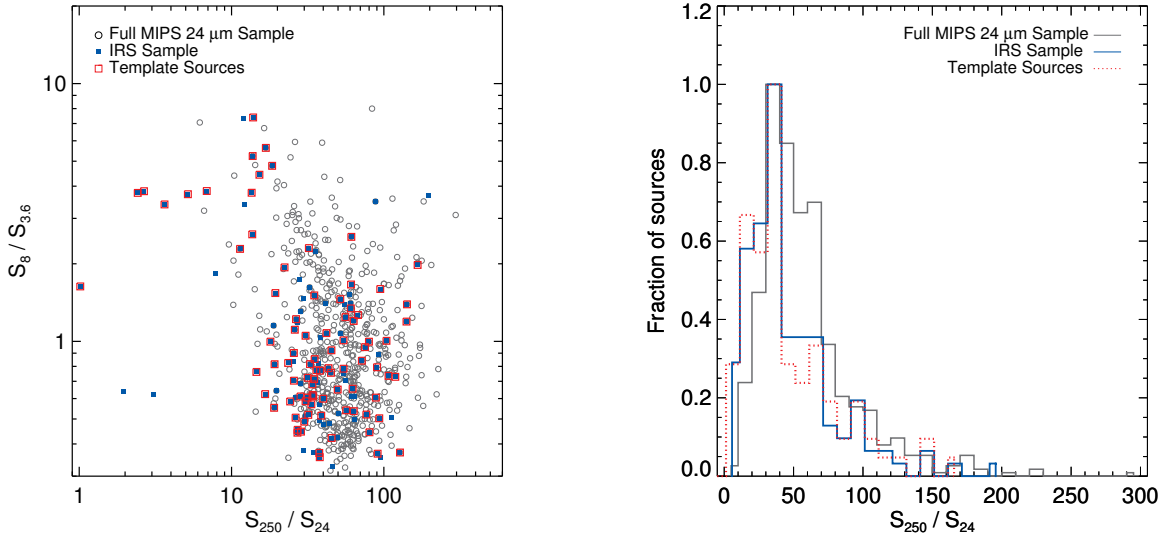 Full MIPS 24 μm Sample
IRS Sample
Template Sources
10
1
S8 / S3.6
1 10 100
S250 / S24
Full MIPS 24 μm Sample
IRS Sample
Template Sources
1.2
1.0
0.8
0.6
0.4
0.2
0.0
Fraction of sources
0 50 100 150 200 250 300
S250 / S24